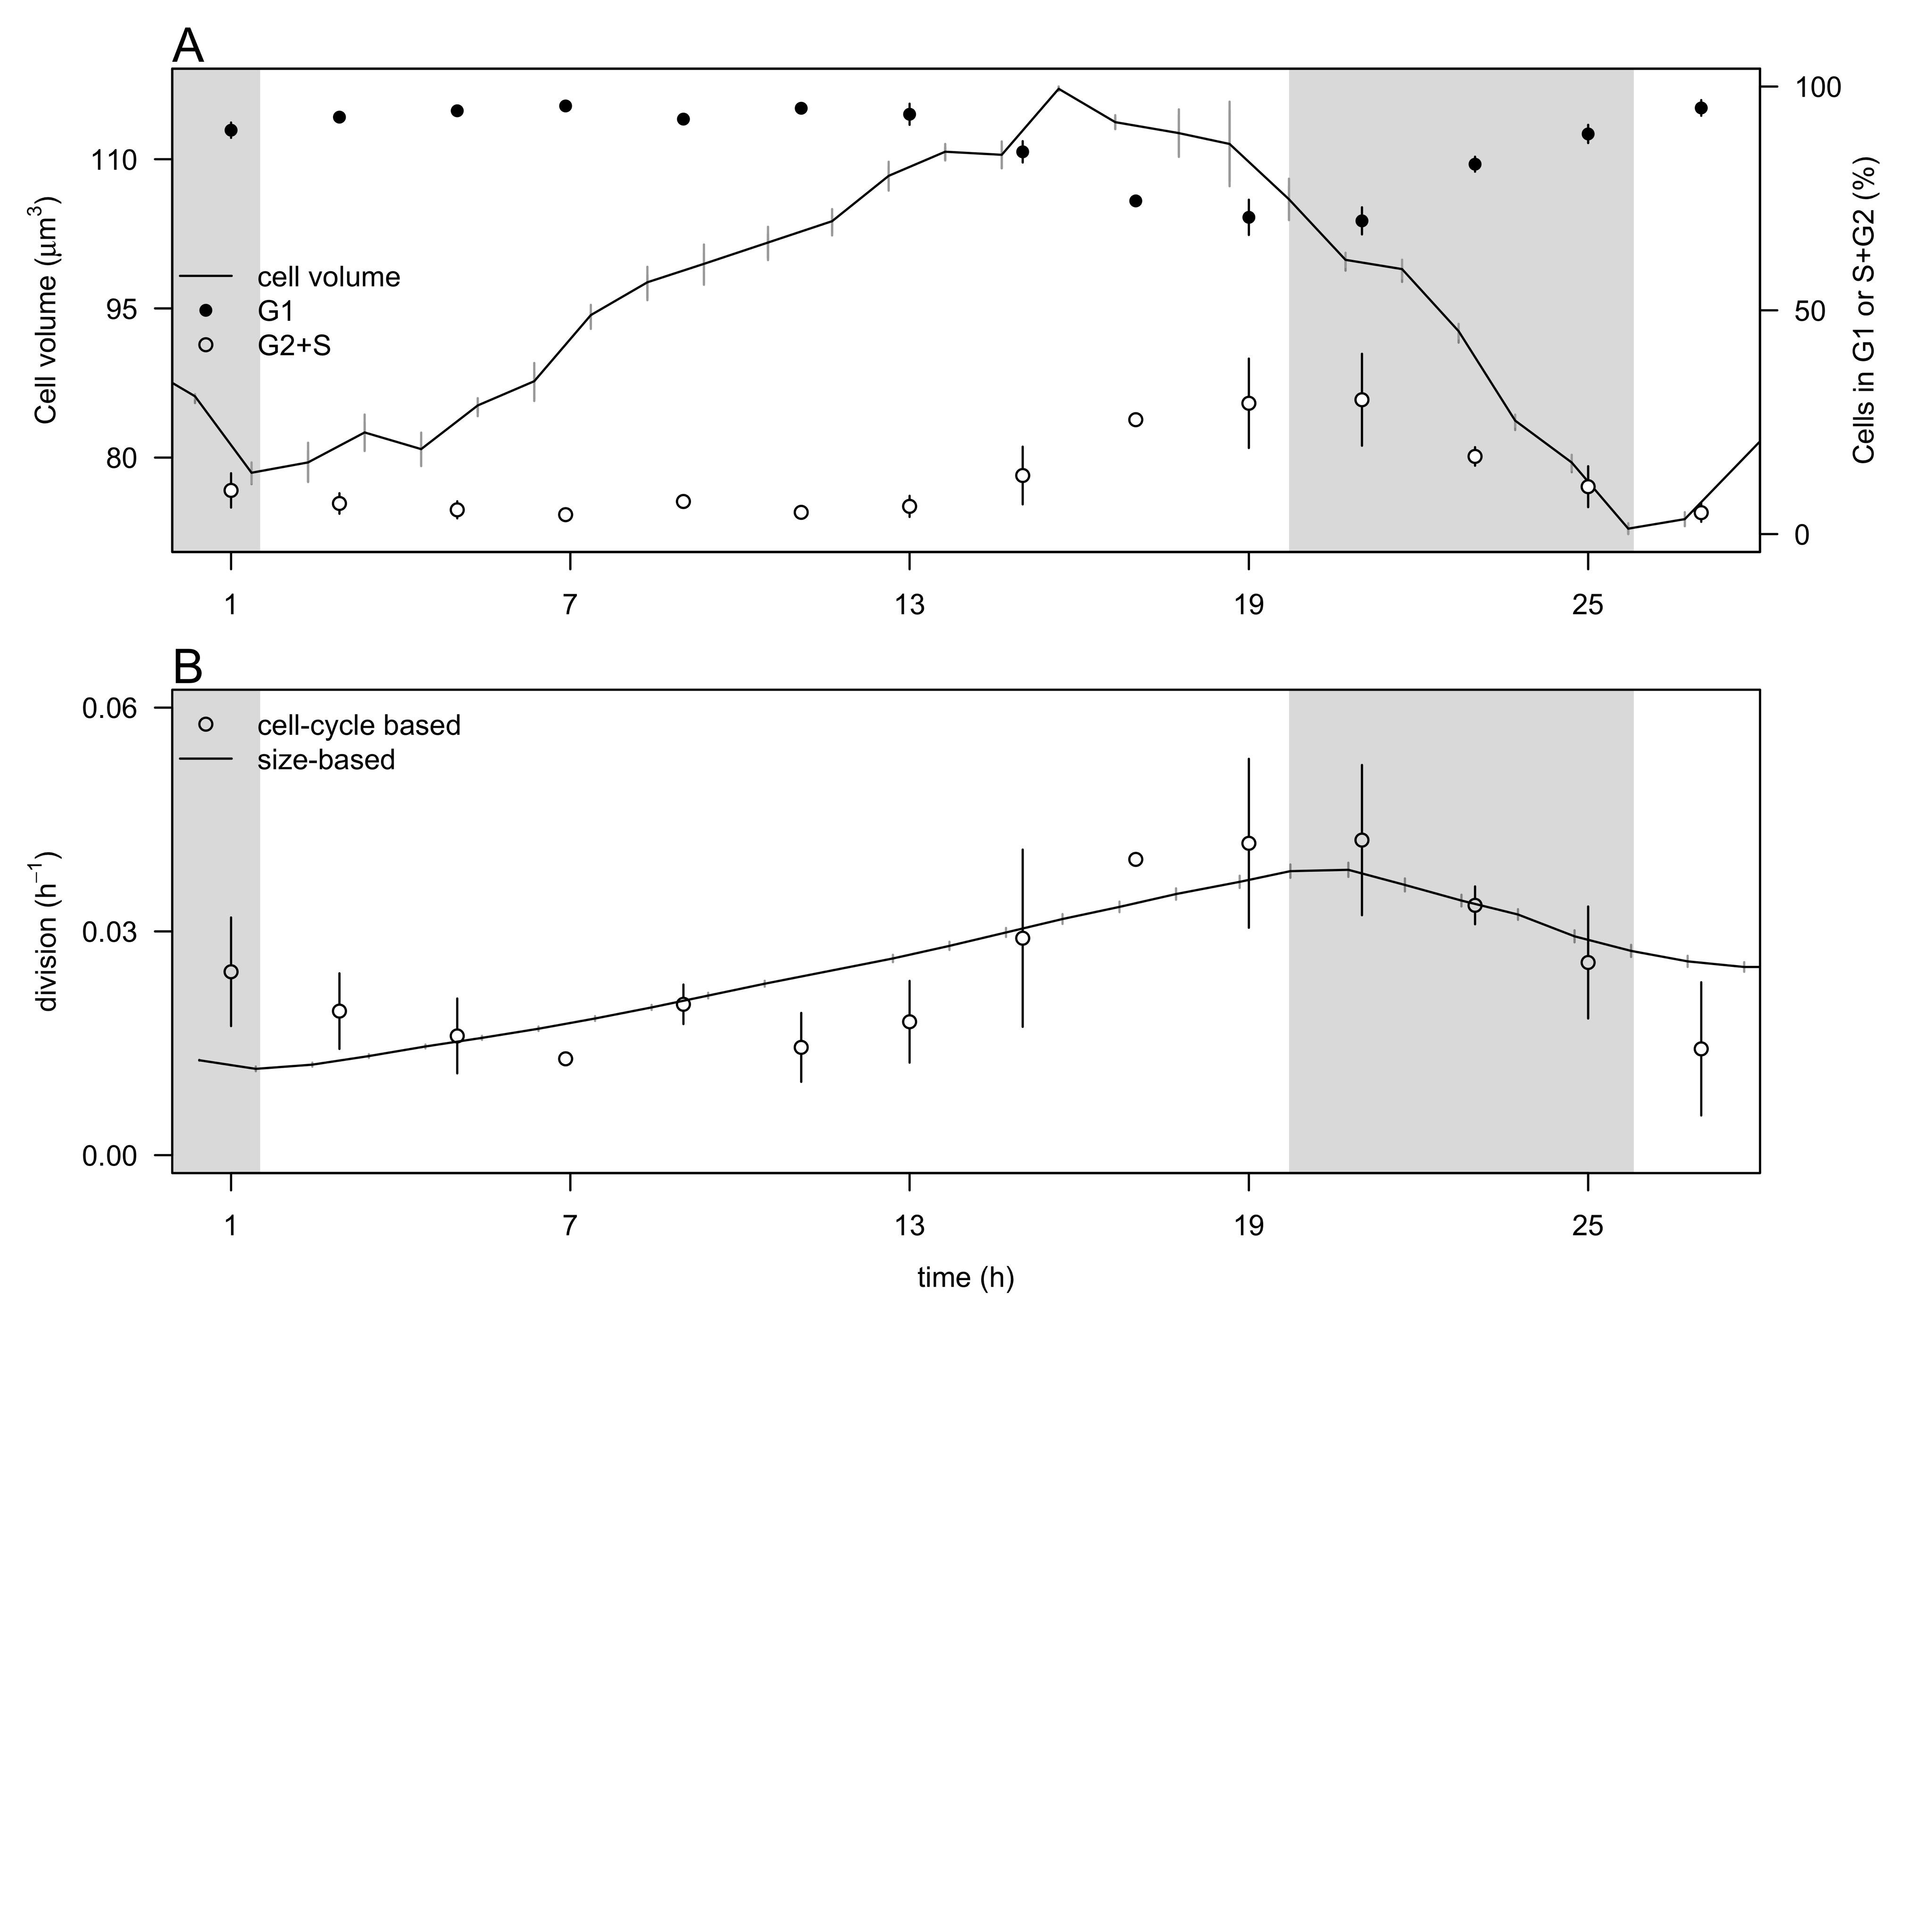 A
Cell volume (μm³)
110
95
80
cell volume
G1
G2+S
100
50
0
Cells in G1 or S+G2 (%)
1 7 13 19 25
B
division (h⁻¹)
0.06
0.03
0.00
cell-cycle based
size-based
1 7 13 19 25
time (h)